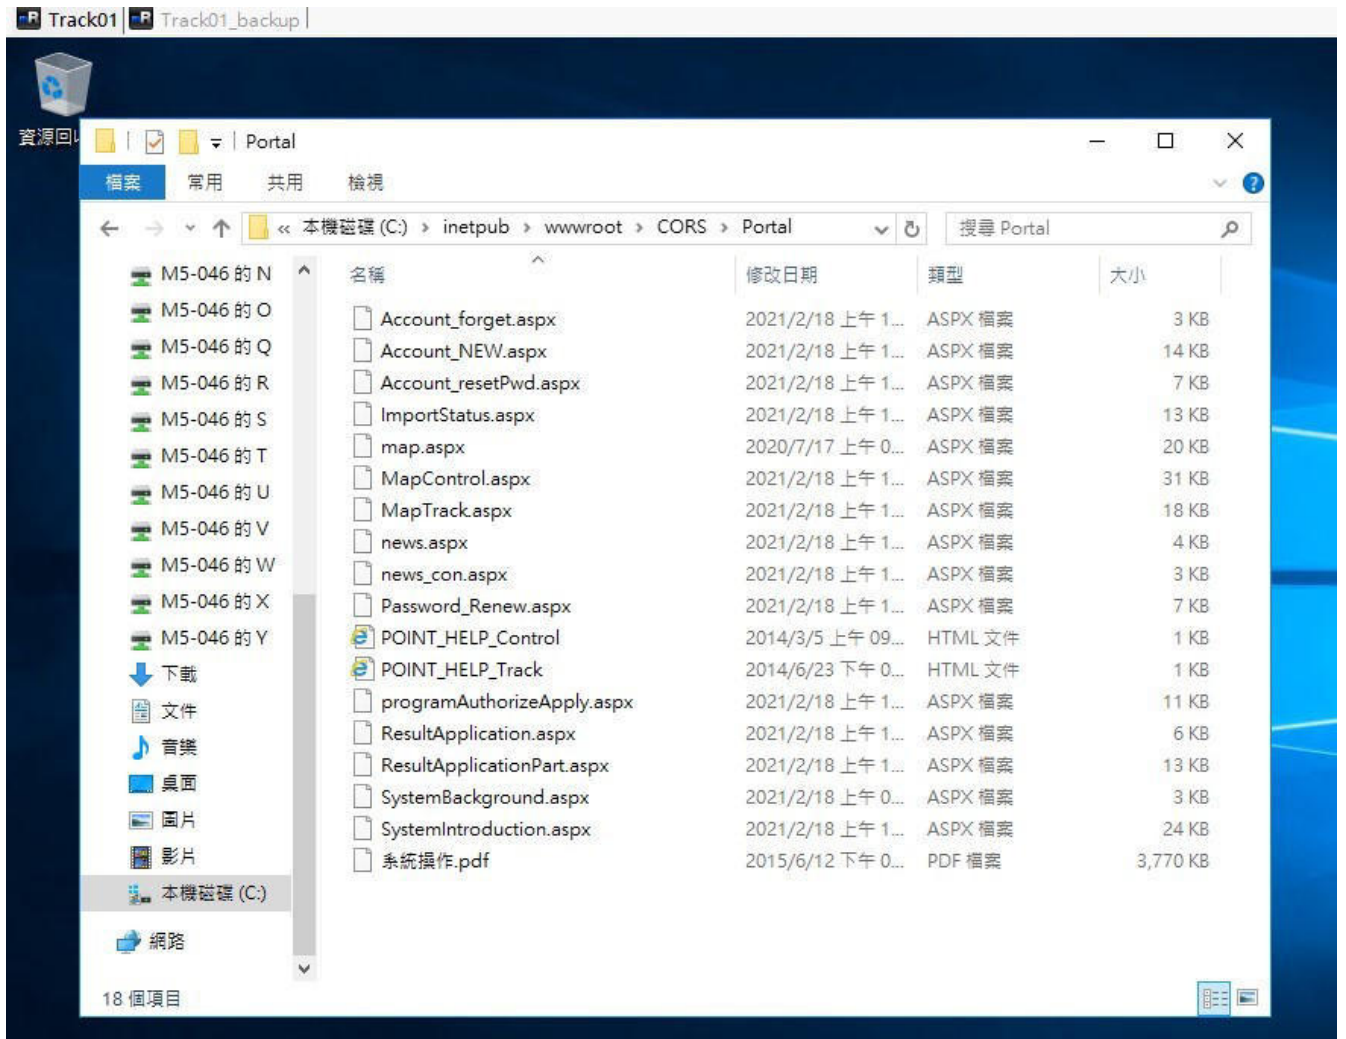 Track01 Track01_backup
資源回
Portal
檔案 常用 共用 檢視
« 本機磁碟 (C:) › inetpub › wwwroot › CORS › Portal 搜尋 Portal
名稱 修改日期 類型 大小
M5-046 的 N
M5-046 的 O
M5-046 的 Q
M5-046 的 R
M5-046 的 S
M5-046 的 T
M5-046 的 U
M5-046 的 V
M5-046 的 W
M5-046 的 X
M5-046 的 Y
下載
文件
音樂
桌面
圖片
影片
本機磁碟 (C:)
網路
Account_forget.aspx 2021/2/18 上午 1... ASPX 檔案 3 KB
Account_NEW.aspx 2021/2/18 上午 1... ASPX 檔案 14 KB
Account_resetPwd.aspx 2021/2/18 上午 1... ASPX 檔案 7 KB
ImportStatus.aspx 2021/2/18 上午 1... ASPX 檔案 13 KB
map.aspx 2020/7/17 上午 0... ASPX 檔案 20 KB
MapControl.aspx 2021/2/18 上午 1... ASPX 檔案 31 KB
MapTrack.aspx 2021/2/18 上午 1... ASPX 檔案 18 KB
news.aspx 2021/2/18 上午 1... ASPX 檔案 4 KB
news_con.aspx 2021/2/18 上午 1... ASPX 檔案 3 KB
Password_Renew.aspx 2021/2/18 上午 1... ASPX 檔案 7 KB
POINT_HELP_Control 2014/3/5 上午 09... HTML 文件 1 KB
POINT_HELP_Track 2014/6/23 下午 0... HTML 文件 1 KB
programAuthorizeApply.aspx 2021/2/18 上午 1... ASPX 檔案 11 KB
ResultApplication.aspx 2021/2/18 上午 1... ASPX 檔案 6 KB
ResultApplicationPart.aspx 2021/2/18 上午 1... ASPX 檔案 13 KB
SystemBackground.aspx 2021/2/18 上午 0... ASPX 檔案 3 KB
SystemIntroduction.aspx 2021/2/18 上午 1... ASPX 檔案 24 KB
系統操作.pdf 2015/6/12 下午 0... PDF 檔案 3,770 KB
18 個項目